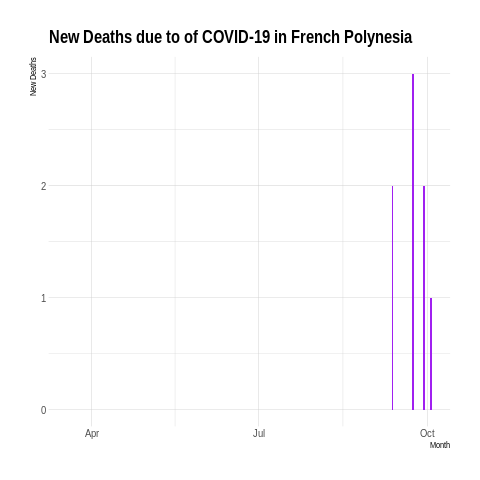 New Deaths due to of COVID-19 in French Polynesia
New Deaths
3
2
1
0
Apr
Jul
Oct
Month